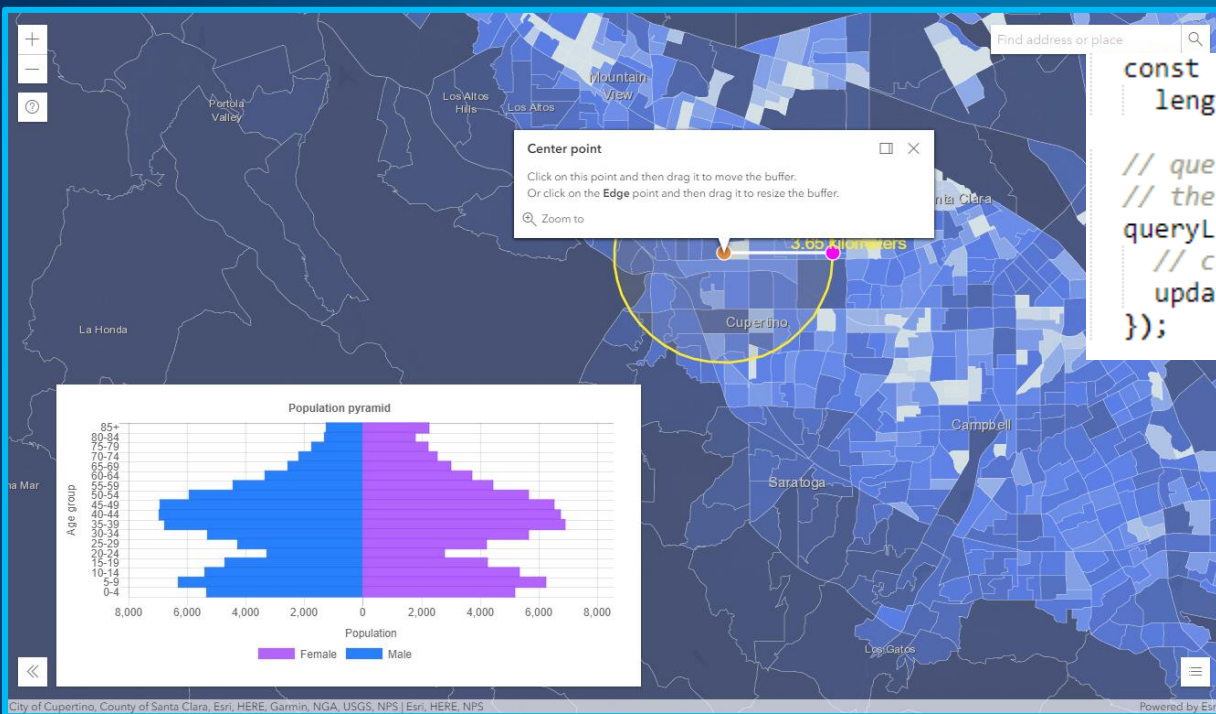 Find address or place
Mountain
View
Portola
Valley
Los Altos
Hills
Los Altos
Center point
Click on this point and then drag it to move the buffer.
Or click on the Edge point and then drag it to resize the buffer.
Zoom to
nta Clara
3.65 kilometers
Cupertino
La Honda
Campbell
Saratoga
na Mar
Los Gatos
const
leng
// que
// the
queryL
// c
upda
});
Population pyramid
Age group
85+
80-84
75-79
70-74
65-69
60-64
55-59
50-54
45-49
40-44
35-39
30-34
25-29
20-24
15-19
10-14
5-9
0-4
8,000 6,000 4,000 2,000 0 2,000 4,000 6,000 8,000
Population
Female Male
City of Cupertino, County of Santa Clara, Esri, HERE, Garmin, NGA, USGS, NPS | Esri, HERE, NPS
Powered by Esr